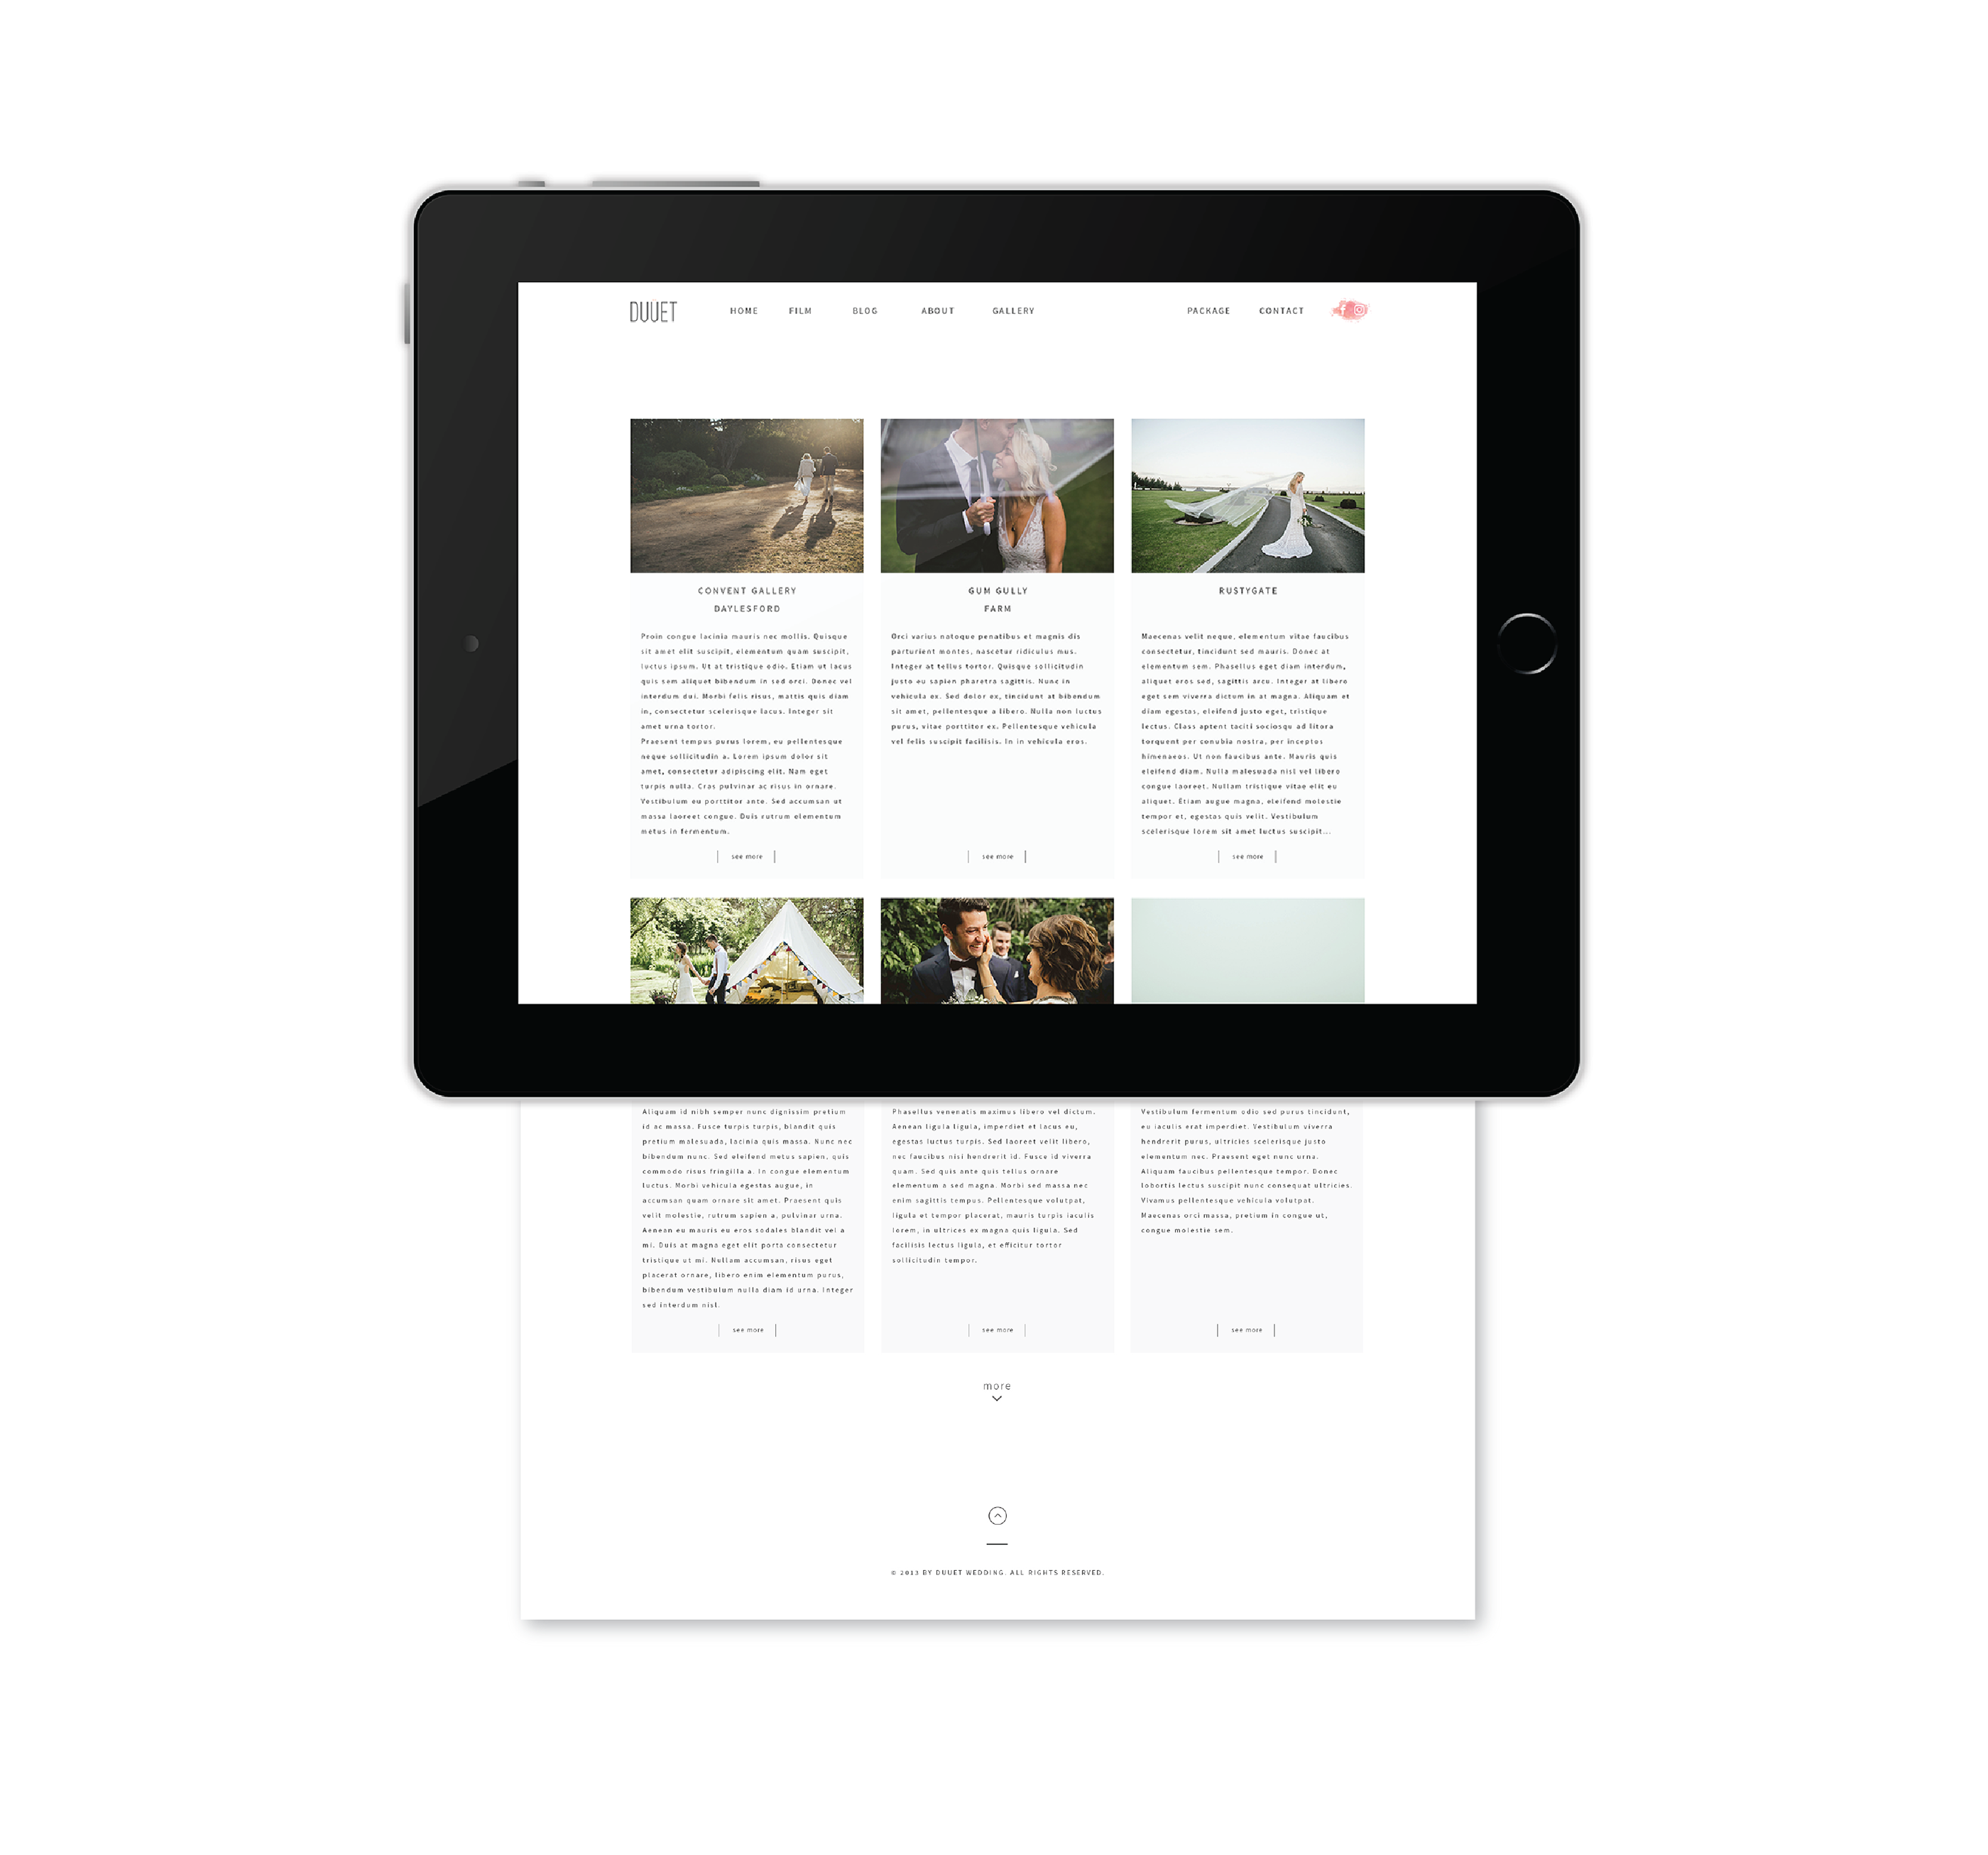 DUUET HOME FILM BLOG ABOUT GALLERY PACKAGE CONTACT
CONVENT GALLERY
DAYLESFORD
Proin congue lacinia mauris nec mollis. Quisque
sit amet elit suscipit, elementum quam suscipit,
luctus ipsum. Ut at tristique odio. Etiam ut lacus
quis sem aliquet bibendum in sed orci. Donec vel
interdum dui. Morbi felis risus, mattis quis diam
in, consectetur scelerisque lacus. Integer sit
amet urna tortor.
Praesent tempus purus lorem, eu pellentesque
neque sollicitudin a. Lorem ipsum dolor sit
amet, consectetur adipiscing elit. Nam eget
turpis nulla. Cras pulvinar ac risus in ornare.
Vestibulum eu porttitor ante. Sed accumsan ut
massa laoreet congue. Duis rutrum elementum
metus in fermentum.
see more
GUM GULLY
FARM
Orci varius natoque penatibus et magnis dis
parturient montes, nascetur ridiculus mus.
Integer at tellus tortor. Quisque sollicitudin
justo eu sapien pharetra sagittis. Nunc in
vehicula ex. Sed dolor ex, tincidunt at bibendum
sit amet, pellentesque a libero. Nulla non luctus
purus, vitae porttitor ex. Pellentesque vehicula
vel felis suscipit facilisis. In in vehicula eros.
see more
RUSTYGATE
Maecenas velit neque, elementum vitae faucibus
consectetur, tincidunt sed mauris. Donec at
elementum sem. Phasellus eget diam interdum,
aliquet eros sed, sagittis arcu. Integer at libero
eget sem viverra dictum in at magna. Aliquam et
diam egestas, eleifend justo eget, tristique
lectus. Class aptent taciti sociosqu ad litora
torquent per conubia nostra, per inceptos
himenaeos. Ut non faucibus ante. Mauris quis
eleifend diam. Nulla malesuada nisl vel libero
congue laoreet. Nullam tristique vitae elit eu
aliquet. Etiam augue magna, eleifend molestie
tempor et, egestas quis velit. Vestibulum
scelerisque lorem sit amet luctus suscipit...
see more
Aliquam id nibh semper nunc dignissim pretium
id ac massa. Fusce turpis turpis, blandit quis
pretium malesuada, lacinia quis massa. Nunc nec
bibendum nunc. Sed eleifend metus sapien, quis
commodo risus fringilla a. In congue elementum
luctus. Morbi vehicula egestas augue, in
accumsan quam ornare sit amet. Praesent quis
velit molestie, rutrum sapien a, pulvinar urna.
Aenean eu mauris eu eros sodales blandit vel a
mi. Duis at magna eget elit porta consectetur
tristique ut mi. Nullam accumsan, risus eget
placerat ornare, libero enim elementum purus,
bibendum vestibulum nulla diam id urna. Integer
sed interdum nisl.
see more
Phasellus venenatis maximus libero vel dictum.
Aenean ligula ligula, imperdiet et lacus eu,
egestas luctus turpis. Sed laoreet velit libero,
nec faucibus nisi hendrerit id. Fusce id viverra
quam. Sed quis ante quis tellus ornare
elementum a sed magna. Morbi sed massa nec
enim sagittis tempus. Pellentesque volutpat,
ligula et tempor placerat, mauris turpis iaculis
lorem, in ultrices ex magna quis ligula. Sed
facilisis lectus ligula, et efficitur tortor
sollicitudin tempor.
see more
Vestibulum fermentum odio sed purus tincidunt,
eu iaculis erat imperdiet. Vestibulum viverra
hendrerit purus, ultricies scelerisque justo
elementum nec. Praesent eget nunc urna.
Aliquam faucibus pellentesque tempor. Donec
lobortis lectus suscipit nunc consequat ultricies.
Vivamus pellentesque vehicula volutpat.
Maecenas orci massa, pretium in congue ut,
congue molestie sem.
see more
more
© 2013 BY DUUET WEDDING. ALL RIGHTS RESERVED.